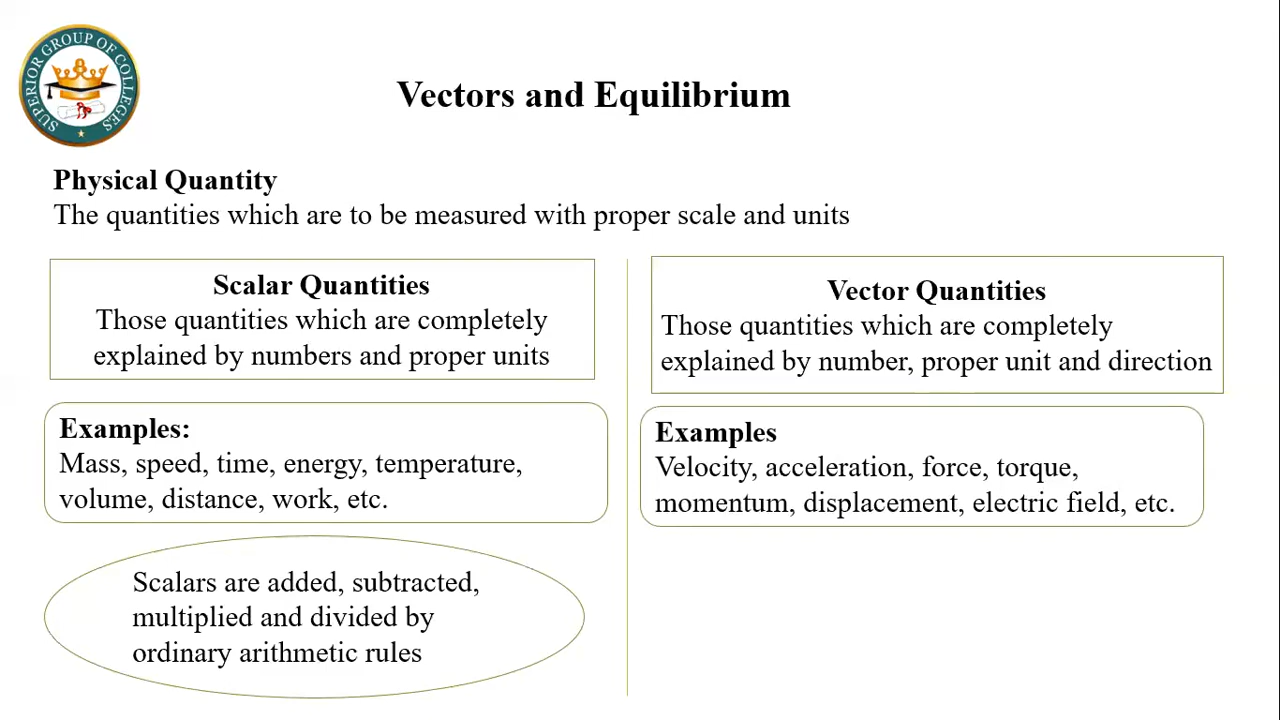 SUPERIOR GROUP OF COLLEGES
Vectors and Equilibrium
Physical Quantity
The quantities which are to be measured with proper scale and units
Scalar Quantities
Those quantities which are completely
explained by numbers and proper units
Examples:
Mass, speed, time, energy, temperature,
volume, distance, work, etc.
Scalars are added, subtracted,
multiplied and divided by
ordinary arithmetic rules
Vector Quantities
Those quantities which are completely
explained by number, proper unit and direction
Examples
Velocity, acceleration, force, torque,
momentum, displacement, electric field, etc.